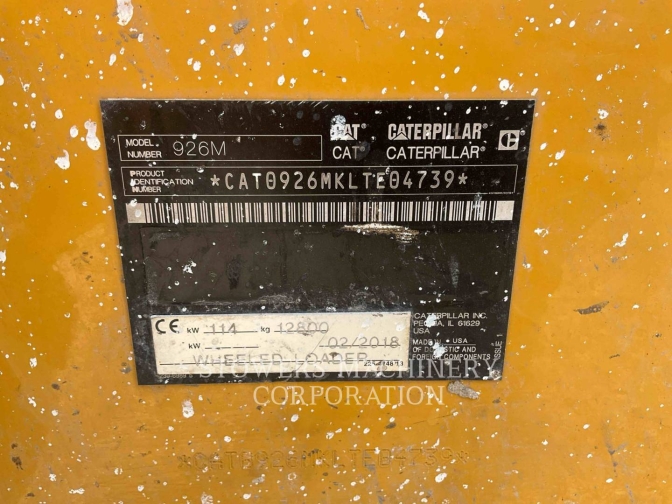 MODEL NUMBER 926M
CAT® CATERPILLAR®
CAT® CATERPILLAR®
PRODUCT IDENTIFICATION NUMBER *CAT0926MKLTE04739*
CE kW 114 kg 12800
kW 02/2018
WHEELED LOADER
CATERPILLAR INC.
PEORIA, IL 61629
USA
MADE IN USA
OF DOMESTIC AND
FOREIGN COMPONENTS
STOWERS MACHINERY
CORPORATION
*CAT0926MKLTE04739*